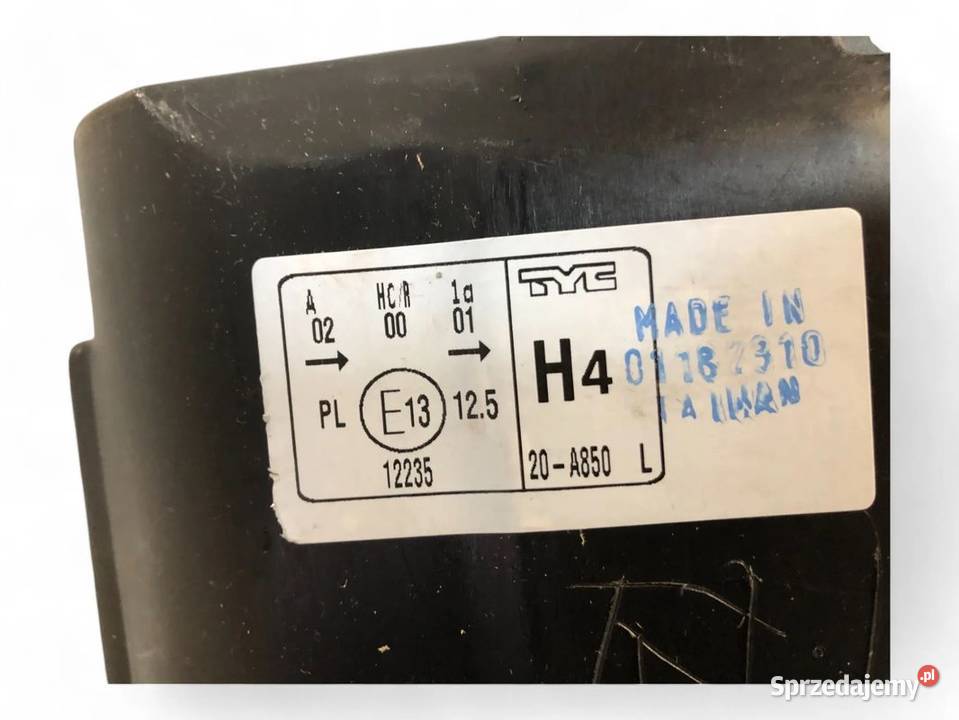 A HC/R 1a
02 00 01
PL E13 12.5
12235
TYC
H4
20-A850 L
MADE IN
TAIWAN
Sprzedajemy.pl